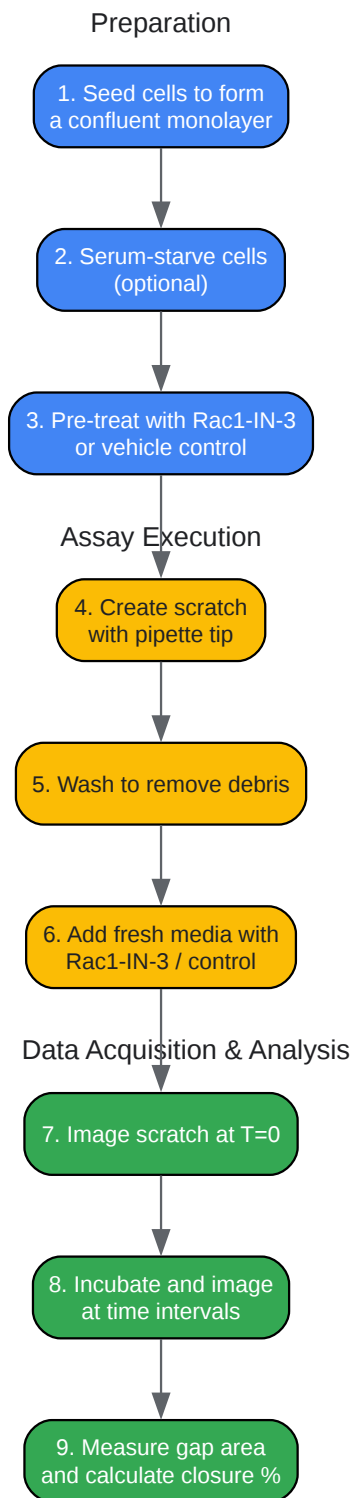 Preparation
1. Seed cells to form
a confluent monolayer
2. Serum-starve cells
(optional)
3. Pre-treat with Rac1-IN-3
or vehicle control
Assay Execution
4. Create scratch
with pipette tip
5. Wash to remove debris
6. Add fresh media with
Rac1-IN-3 / control
Data Acquisition & Analysis
7. Image scratch at T=0
8. Incubate and image
at time intervals
9. Measure gap area
and calculate closure %